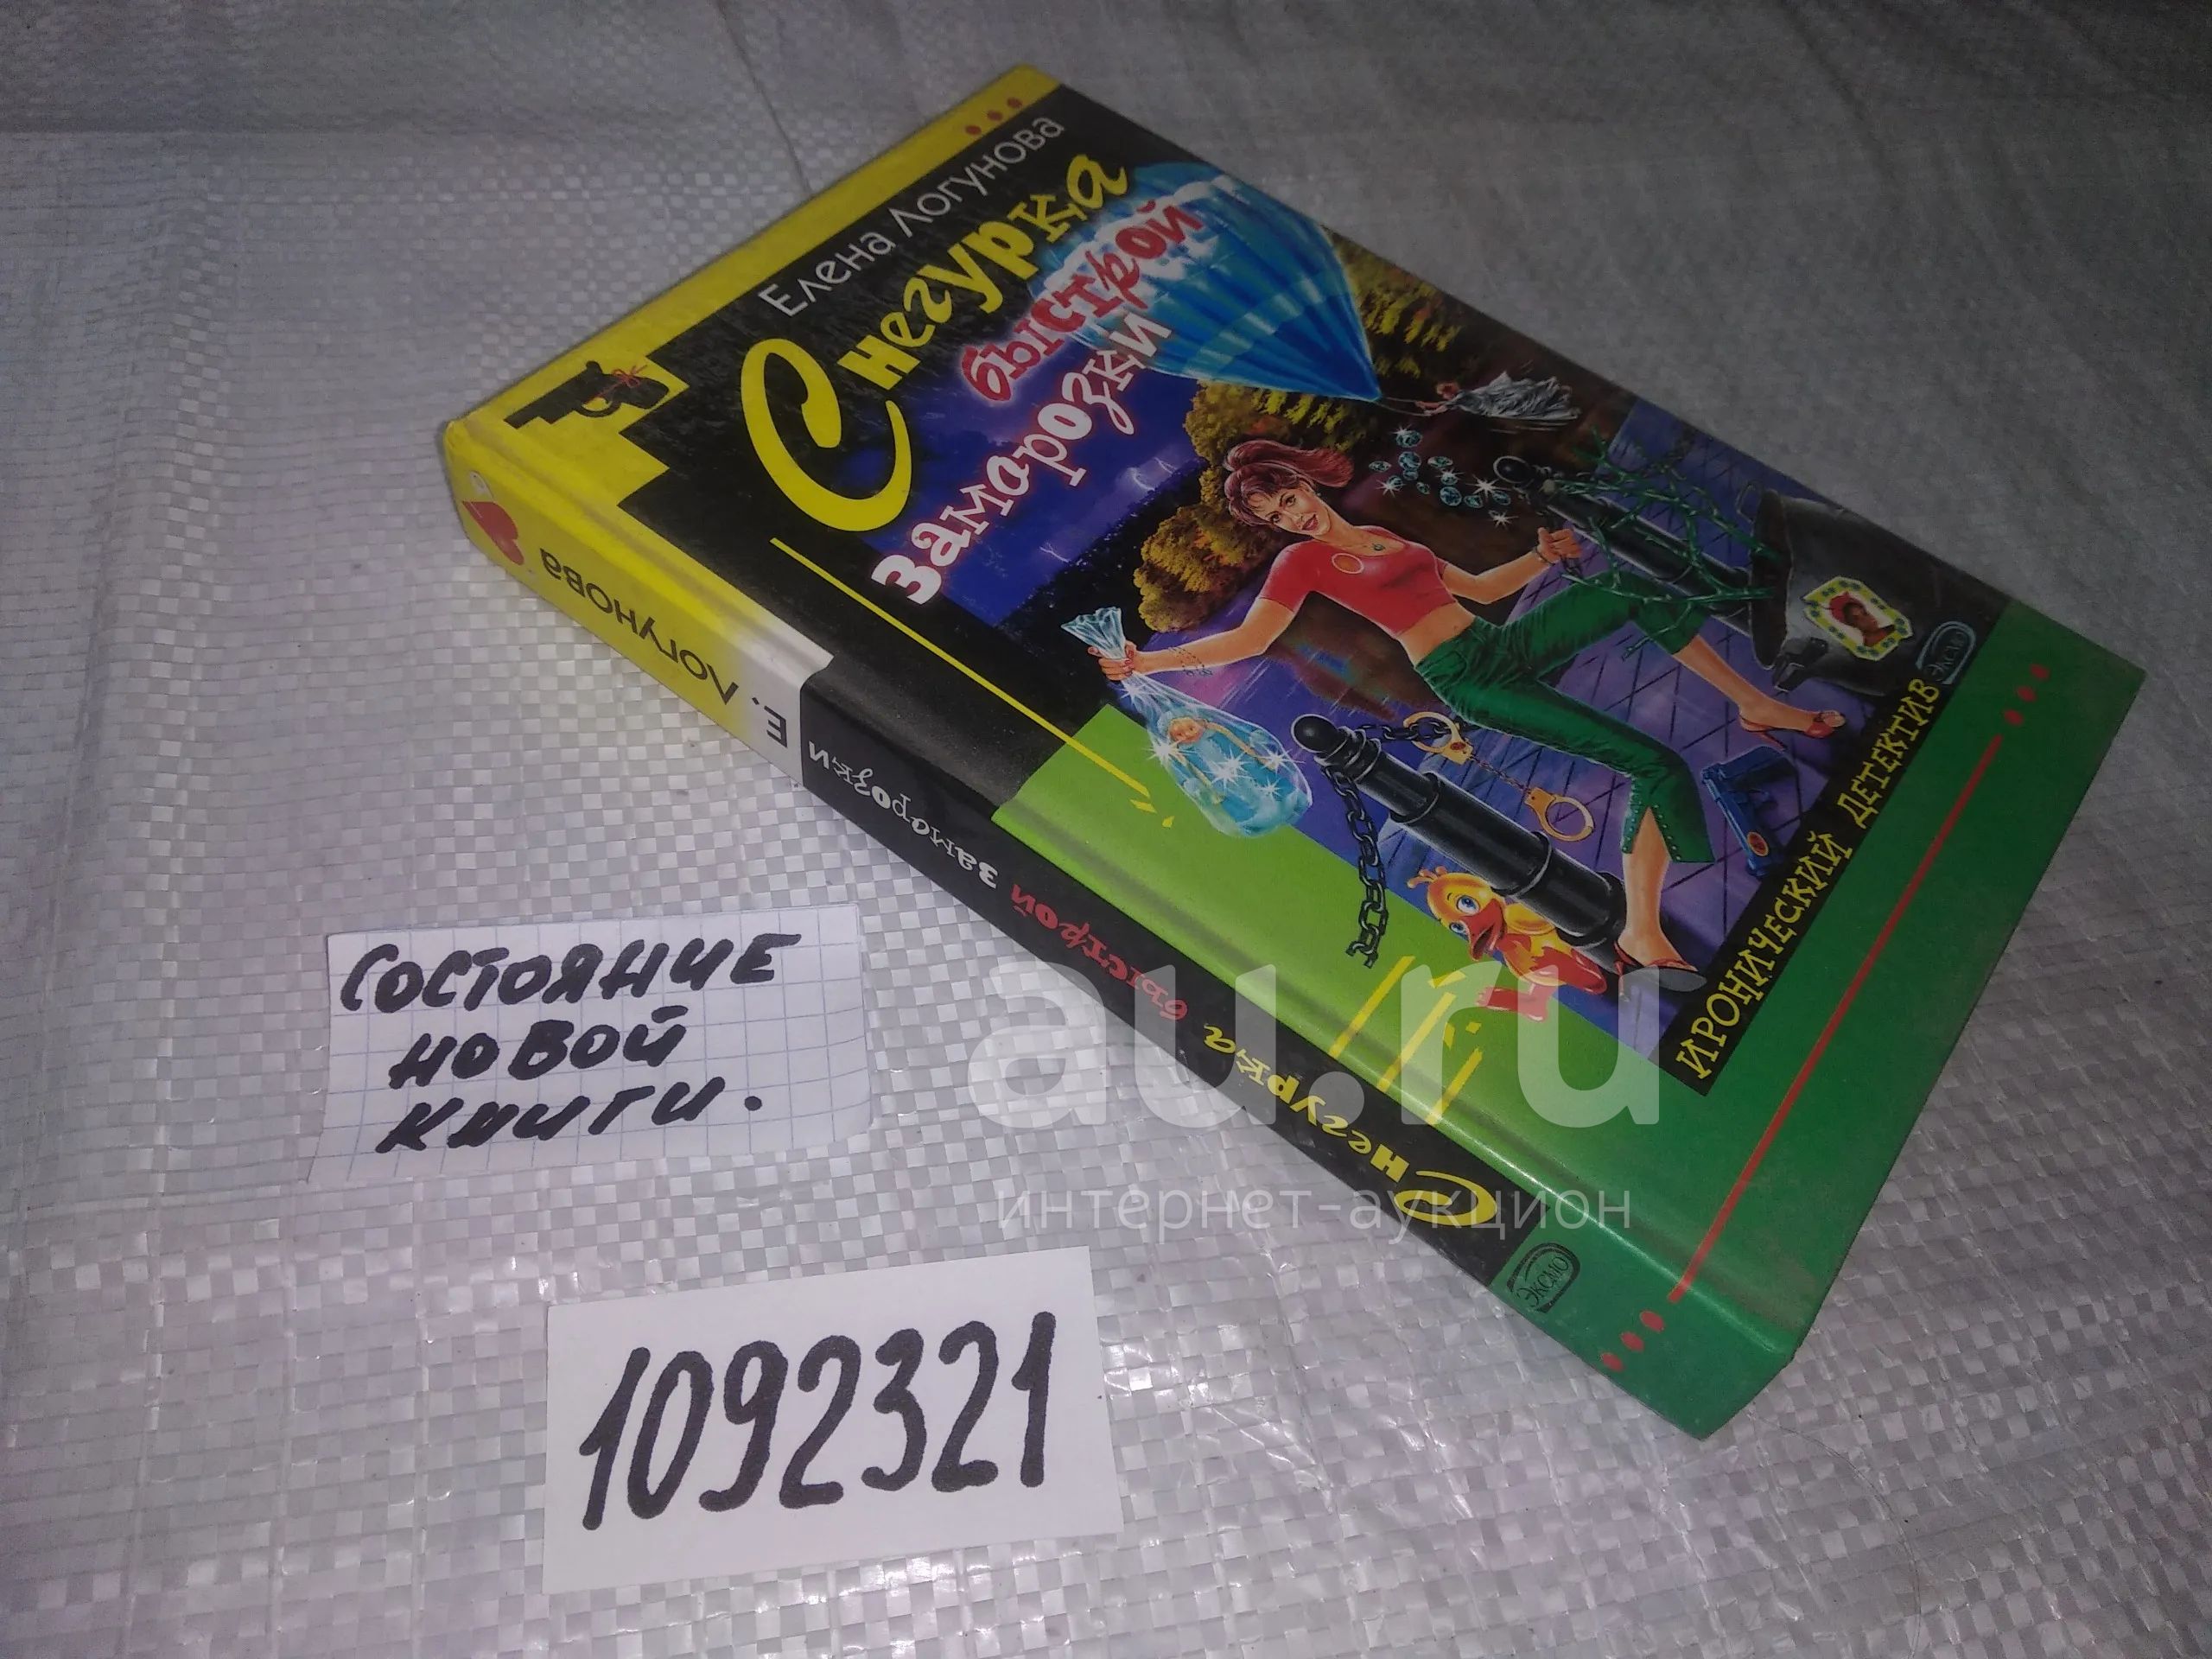 Елена Логунова
Снегурка
быстрой
заморозки
ЭКСМО
ИРОНИЧЕСКИЙ ДЕТЕКТИВ
Е. Логунова
Снегурка быстрой заморозки
ЭКСМО
СОСТОЯНИЕ
НОВОЙ
КНИГИ.
1092321
au.ru
интернет-аукцион